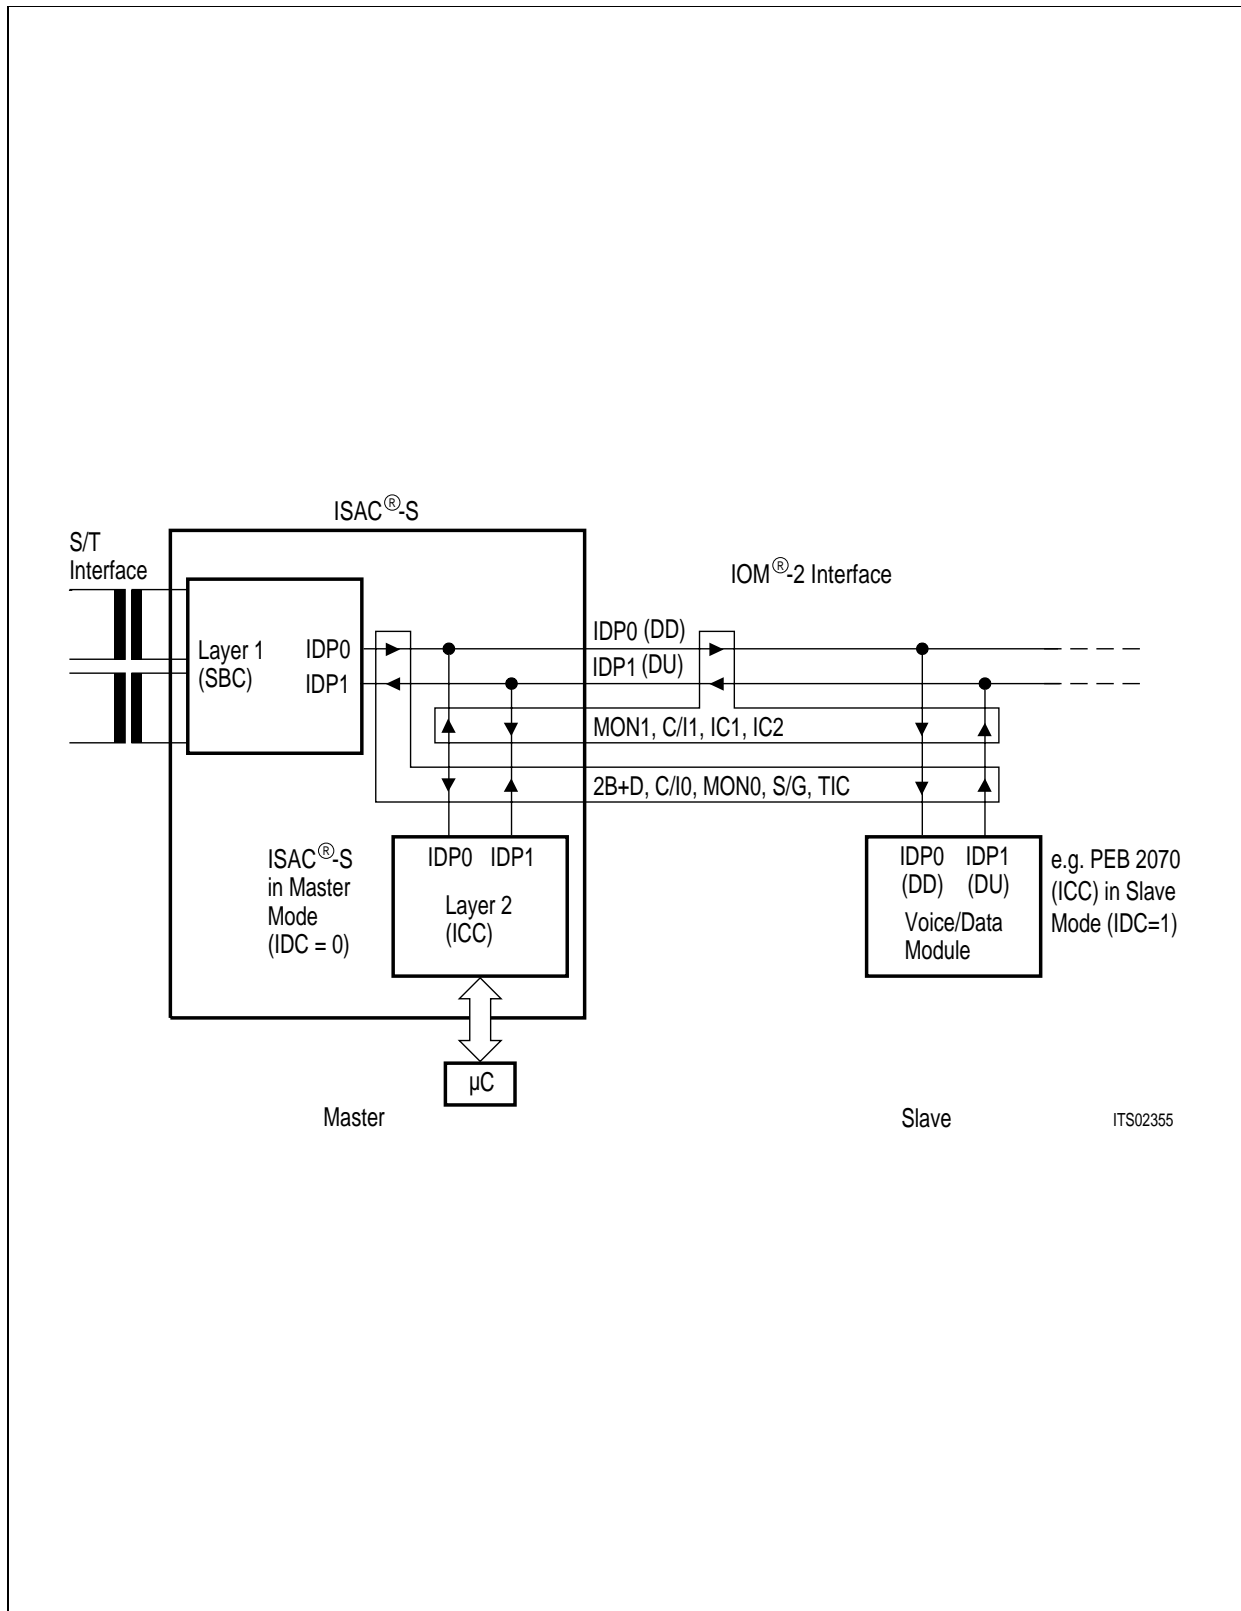 ISAC®-S
S/T
Interface
IOM®-2 Interface
Layer 1
(SBC)
IDP0
IDP1
IDP0 (DD)
IDP1 (DU)
MON1, C/I1, IC1, IC2
2B+D, C/I0, MON0, S/G, TIC
ISAC®-S
in Master
Mode
(IDC = 0)
IDP0 IDP1
Layer 2
(ICC)
IDP0 IDP1
(DD) (DU)
Voice/Data
Module
e.g. PEB 2070
(ICC) in Slave
Mode (IDC=1)
µC
Master
Slave
ITS02355